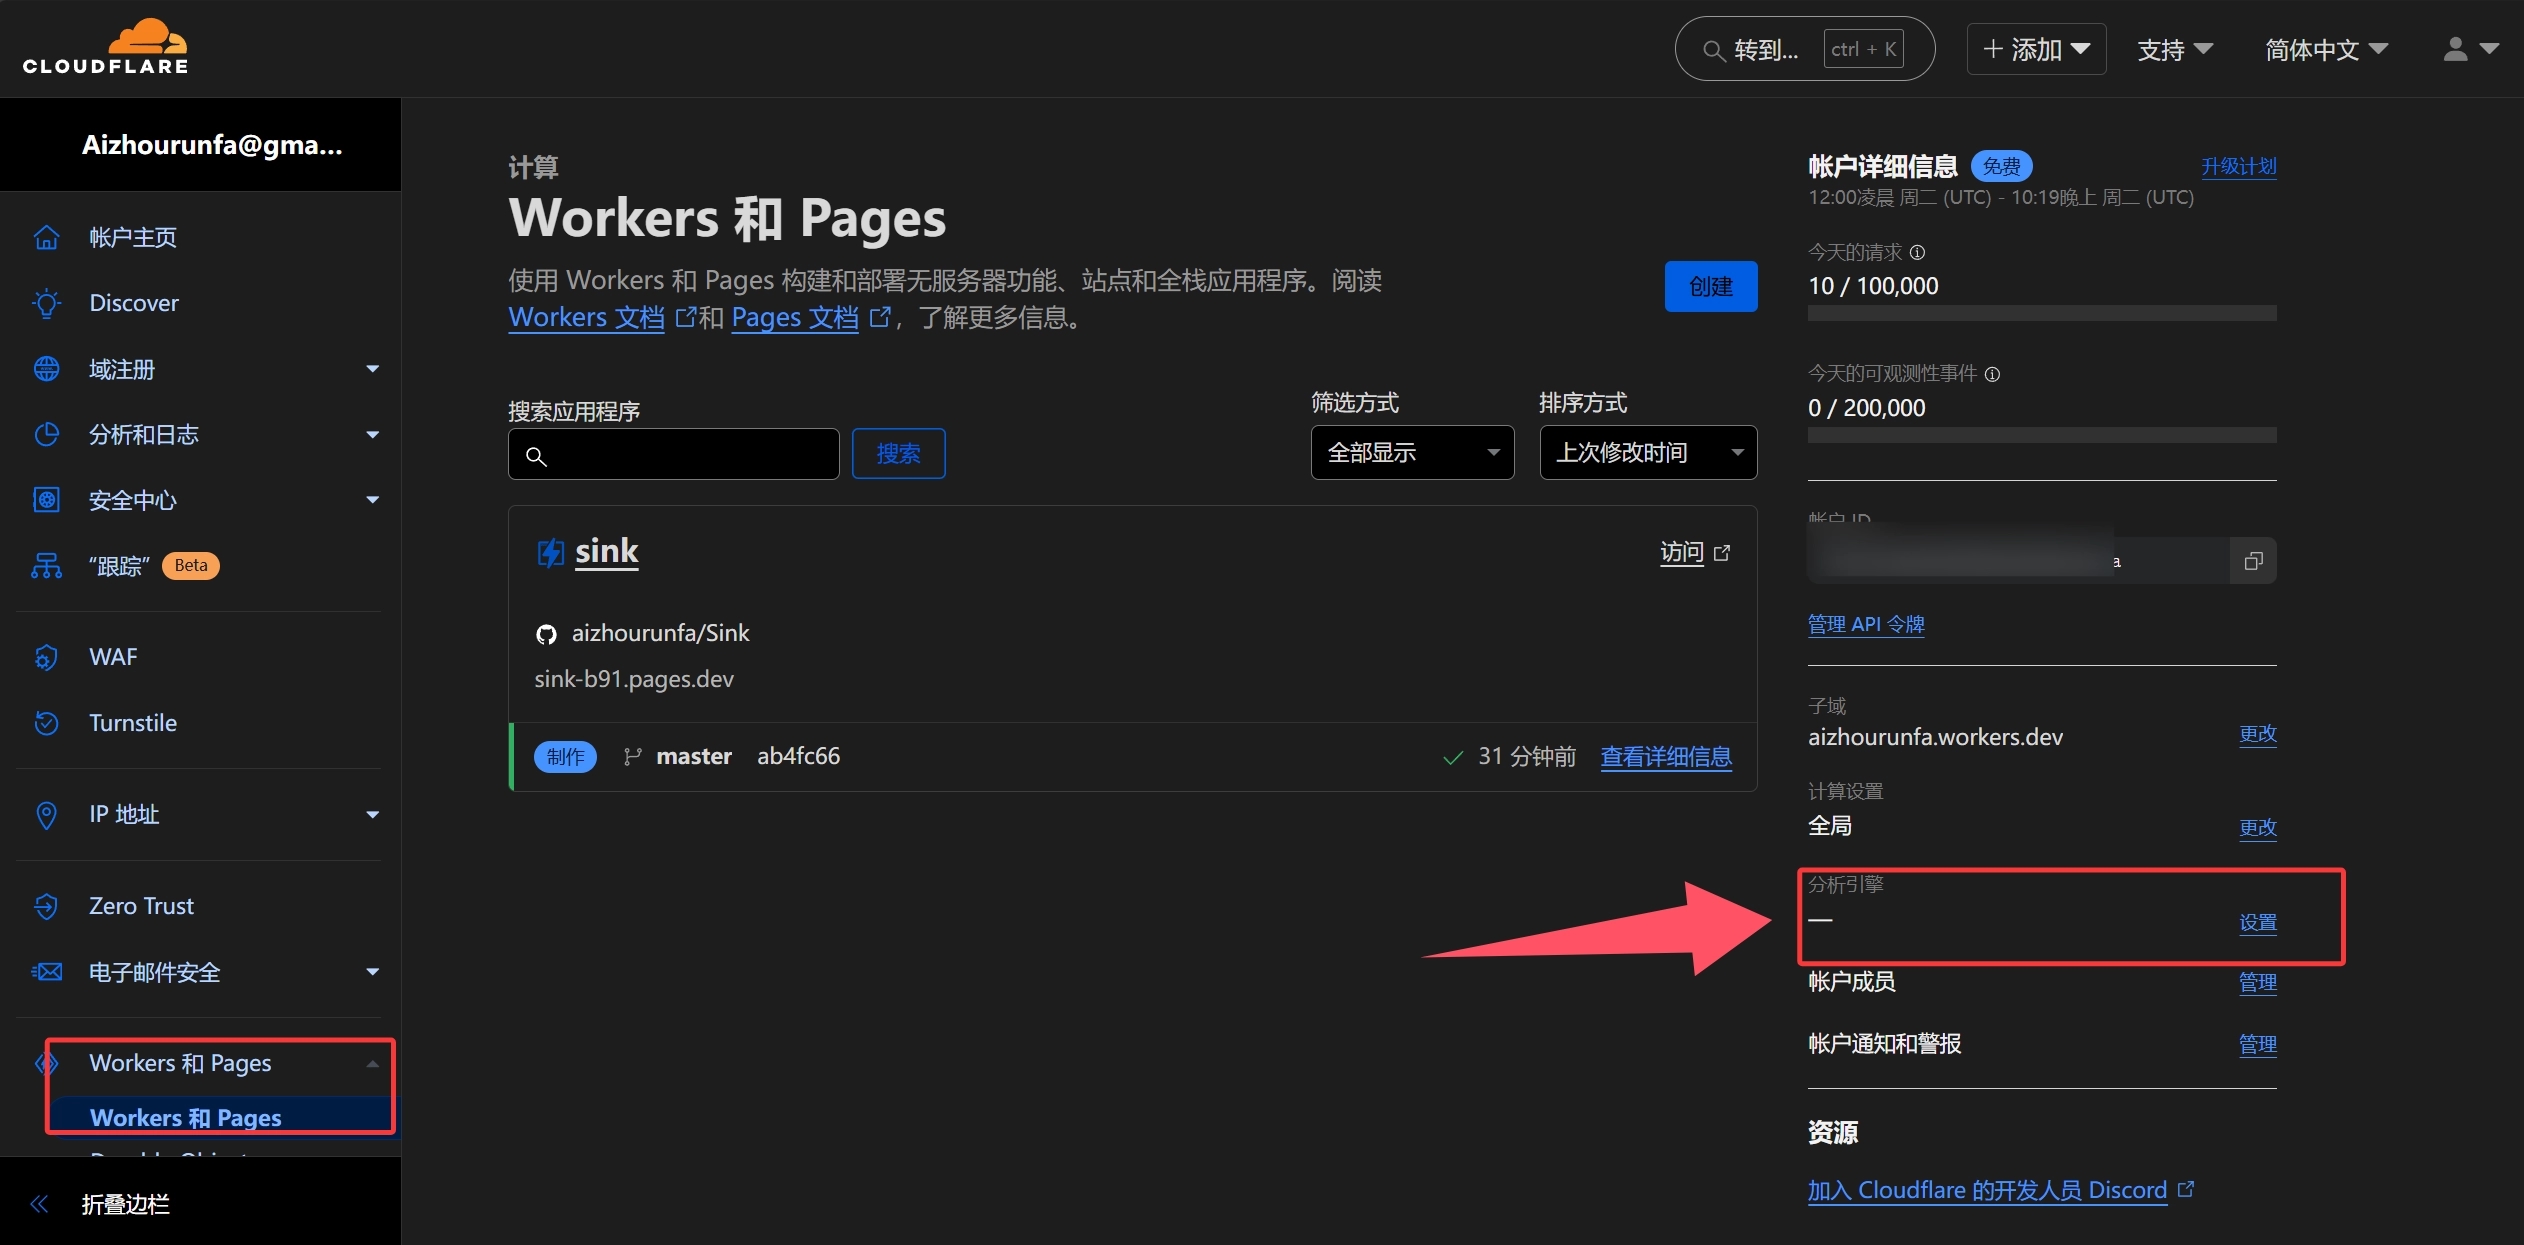 CLOUDFLARE
转到... ctrl + K
添加
支持
简体中文
Aizhourunfa@gma...
帐户主页
Discover
域注册
分析和日志
安全中心
“跟踪” Beta
WAF
Turnstile
IP 地址
Zero Trust
电子邮件安全
Workers 和 Pages
Workers 和 Pages
折叠边栏
计算
Workers 和 Pages
使用 Workers 和 Pages 构建和部署无服务器功能、站点和全栈应用程序。阅读
Workers 文档 和 Pages 文档，了解更多信息。
创建
搜索应用程序
搜索
筛选方式
全部显示
排序方式
上次修改时间
sink
访问
aizhourunfa/Sink
sink-b91.pages.dev
制作 master ab4fc66
31 分钟前 查看详细信息
帐户详细信息 免费 升级计划
12:00凌晨 周二 (UTC) - 10:19晚上 周二 (UTC)
今天的请求
10 / 100,000
今天的可观测性事件
0 / 200,000
帐户 ID
a
管理 API 令牌
子域
aizhourunfa.workers.dev 更改
计算设置
全局 更改
分析引擎
— 设置
帐户成员 管理
帐户通知和警报 管理
资源
加入 Cloudflare 的开发人员 Discord